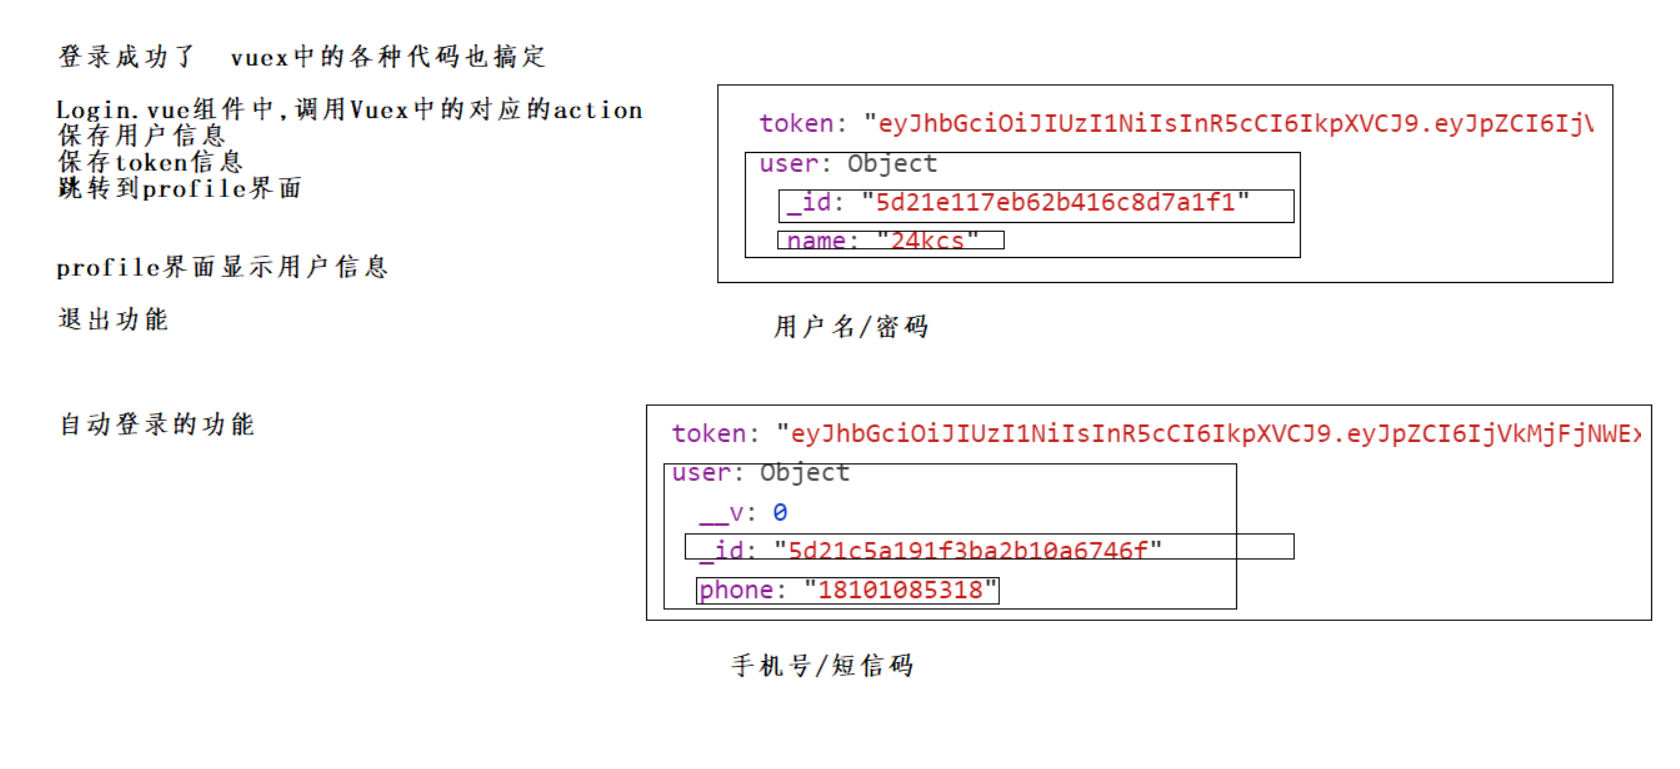 登录成功了 vuex中的各种代码也搞定
Login.vue组件中,调用Vuex中的对应的action
保存用户信息
保存token信息
跳转到profile界面
profile界面显示用户信息
退出功能
自动登录的功能
token: "eyJhbGciOiJIUzI1NiIsInR5cCI6IkpXVCJ9.eyJpZCI6Ij
user: Object
_id: "5d21e117eb62b416c8d7a1f1"
name: "24kcs"
用户名/密码
token: "eyJhbGciOiJIUzI1NiIsInR5cCI6IkpXVCJ9.eyJpZCI6IjVkMjFjNWEx
user: Object
__v: 0
_id: "5d21c5a191f3ba2b10a6746f"
phone: "18101085318"
手机号/短信码